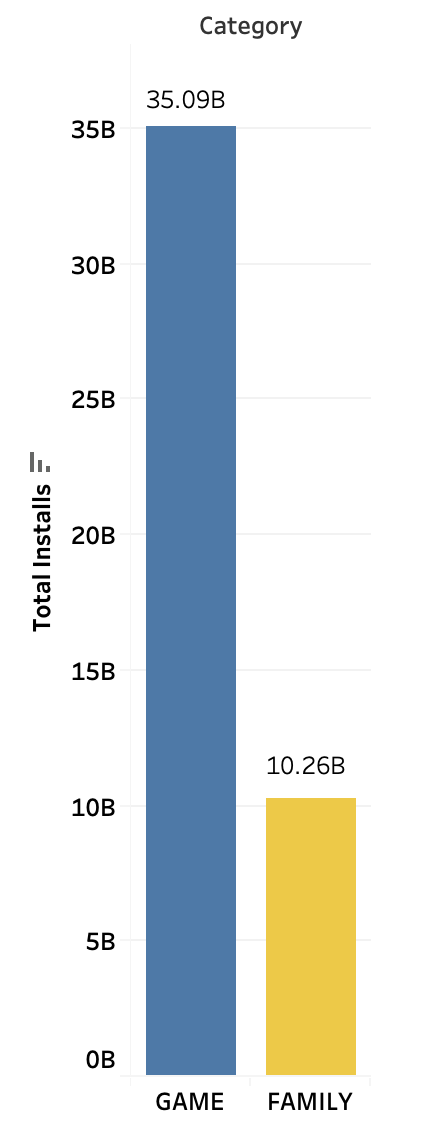 Category
35.09B
35B
30B
25B
Total Installs
20B
15B
10.26B
10B
5B
0B
GAME FAMILY